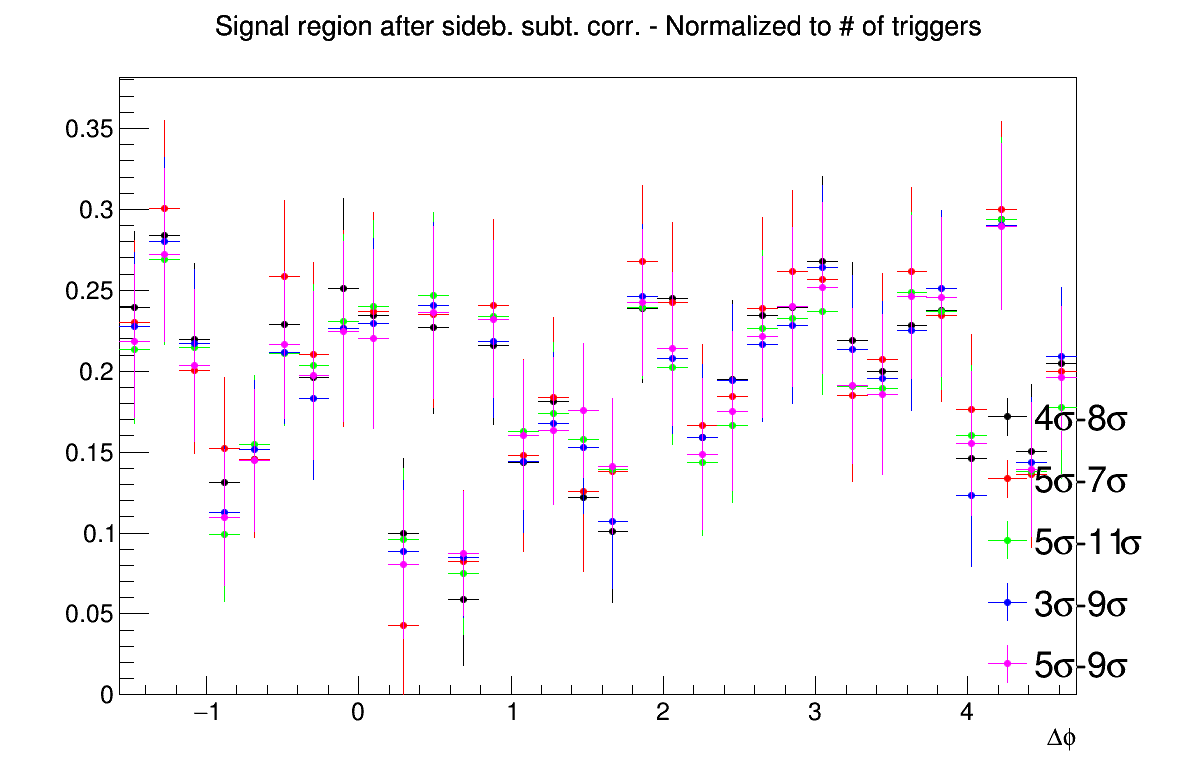 Signal region after sideb. subt. corr. - Normalized to # of triggers
0.35
0.3
0.25
0.2
0.15
0.1
0.05
0
4σ-8σ
5σ-7σ
5σ-11σ
3σ-9σ
5σ-9σ
−1 0 1 2 3 4
Δϕ